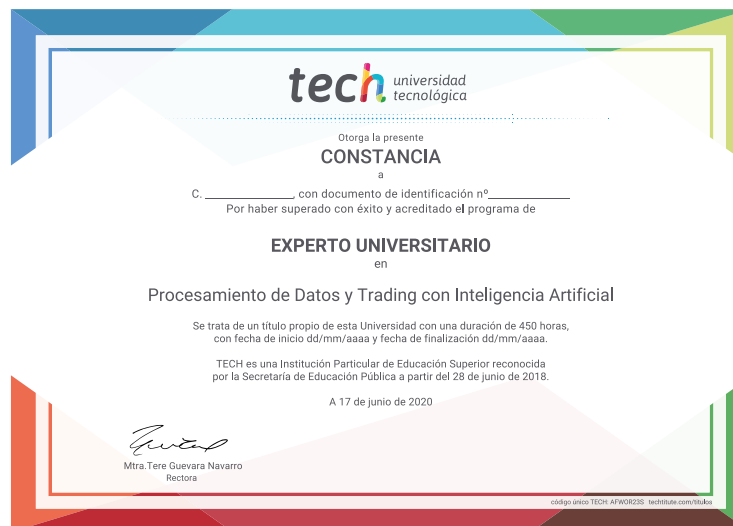 tech universidad
tecnológica
Otorga la presente
CONSTANCIA
a
C. ______________, con documento de identificación nº______________
Por haber superado con éxito y acreditado el programa de
EXPERTO UNIVERSITARIO
en
Procesamiento de Datos y Trading con Inteligencia Artificial
Se trata de un título propio de esta Universidad con una duración de 450 horas,
con fecha de inicio dd/mm/aaaa y fecha de finalización dd/mm/aaaa.
TECH es una Institución Particular de Educación Superior reconocida
por la Secretaría de Educación Pública a partir del 28 de junio de 2018.
A 17 de junio de 2020
Mtra.Tere Guevara Navarro
Rectora
código único TECH: AFWOR23S techtitute.com/titulos